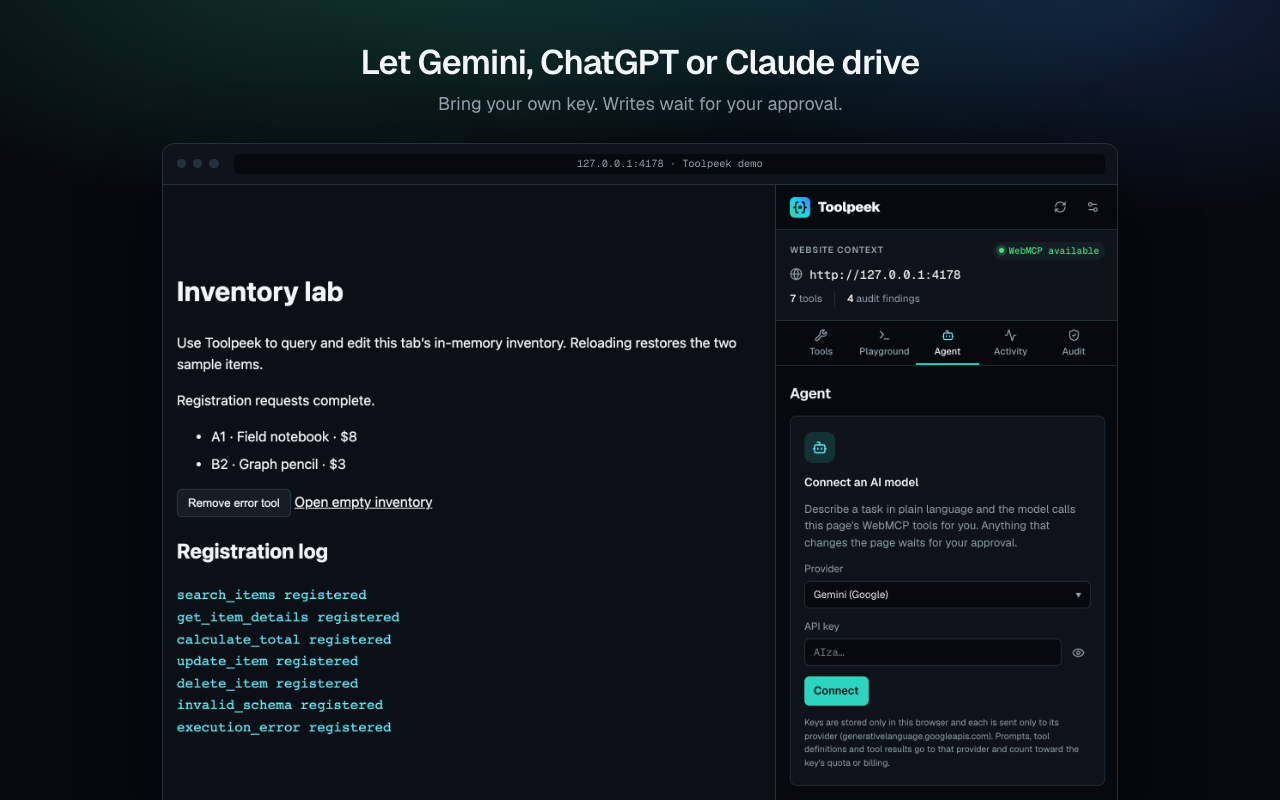 Let Gemini, ChatGPT or Claude drive
Bring your own key. Writes wait for your approval.
127.0.0.1:4178 · Toolpeek demo
Inventory lab
Use Toolpeek to query and edit this tab's in-memory inventory. Reloading restores the two
sample items.
Registration requests complete.
• A1 · Field notebook · $8
• B2 · Graph pencil · $3
Remove error tool Open empty inventory
Registration log
search_items registered
get_item_details registered
calculate_total registered
update_item registered
delete_item registered
invalid_schema registered
execution_error registered
Toolpeek
WEBSITE CONTEXT WebMCP available
http://127.0.0.1:4178
7 tools 4 audit findings
Tools Playground Agent Activity Audit
Agent
Connect an AI model
Describe a task in plain language and the model calls
this page's WebMCP tools for you. Anything that
changes the page waits for your approval.
Provider
Gemini (Google)
API key
AIza…
Connect
Keys are stored only in this browser and each is sent only to its
provider (generativelanguage.googleapis.com). Prompts, tool
definitions and tool results go to that provider and count toward the
key's quota or billing.